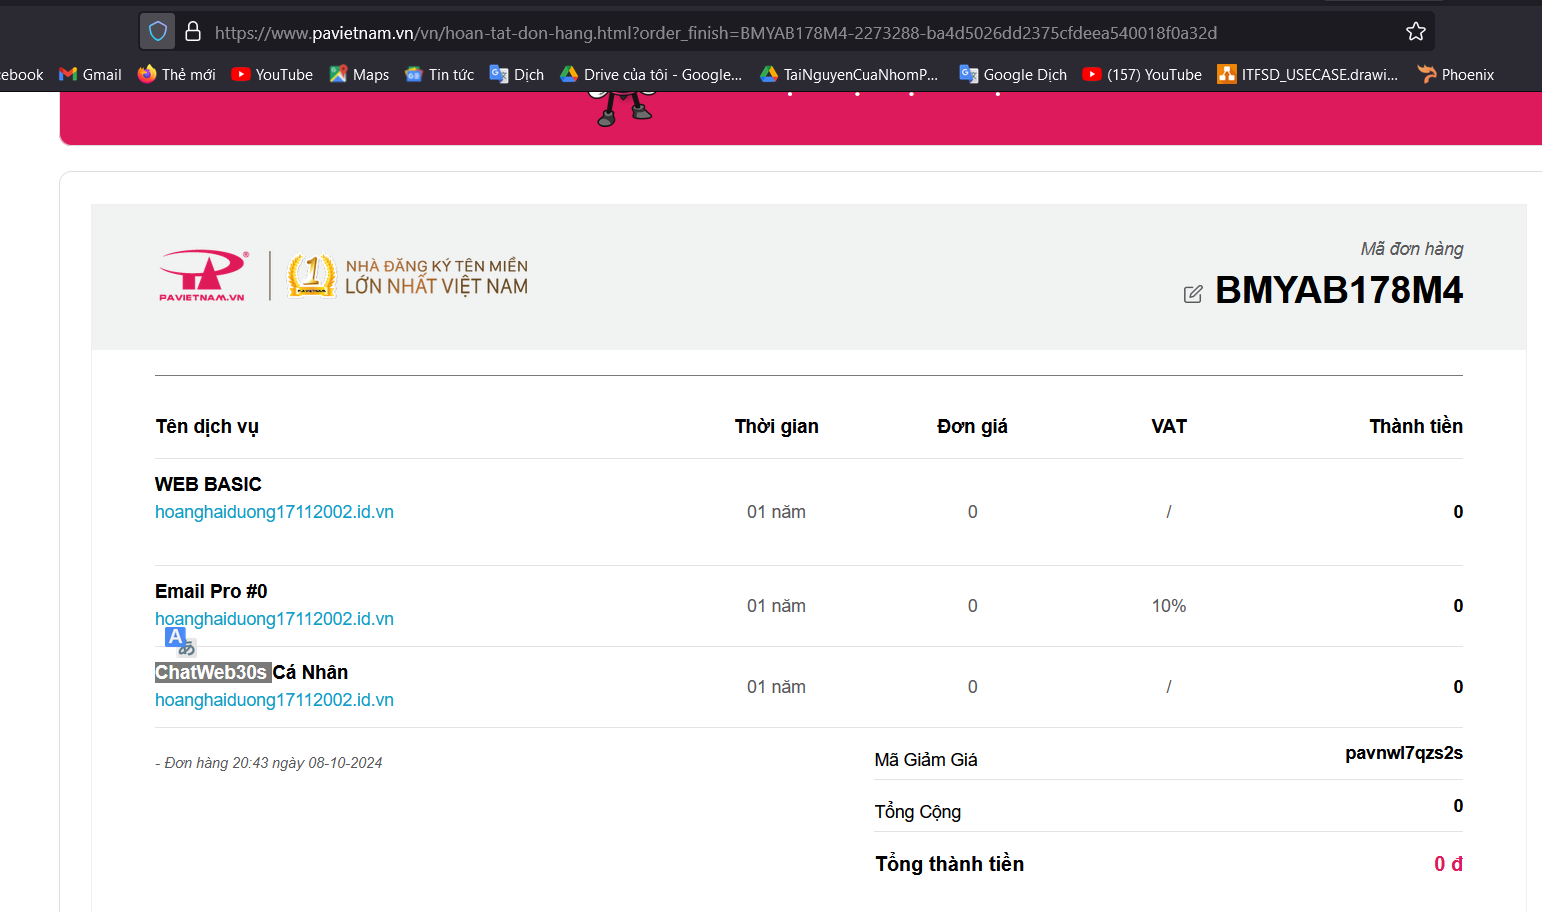 https://www.pavietnam.vn/vn/hoan-tat-don-hang.html?order_finish=BMYAB178M4-2273288-ba4d5026dd2375cfdeea540018f0a32d
cebook Gmail Thẻ mới YouTube Maps Tin tức Dịch Drive của tôi - Google... TaiNguyenCuaNhomP... Google Dịch (157) YouTube ITFSD_USECASE.drawi... Phoenix
PAVIETNAM.VN
1
PAVIETNAM
NHÀ ĐĂNG KÝ TÊN MIỀN
LỚN NHẤT VIỆT NAM
Mã đơn hàng
BMYAB178M4
Tên dịch vụ Thời gian Đơn giá VAT Thành tiền
WEB BASIC
hoanghaiduong17112002.id.vn 01 năm 0 / 0
Email Pro #0
hoanghaiduong17112002.id.vn 01 năm 0 10% 0
ChatWeb30s Cá Nhân
hoanghaiduong17112002.id.vn 01 năm 0 / 0
- Đơn hàng 20:43 ngày 08-10-2024
Mã Giảm Giá pavnwl7qzs2s
Tổng Cộng 0
Tổng thành tiền 0 đ